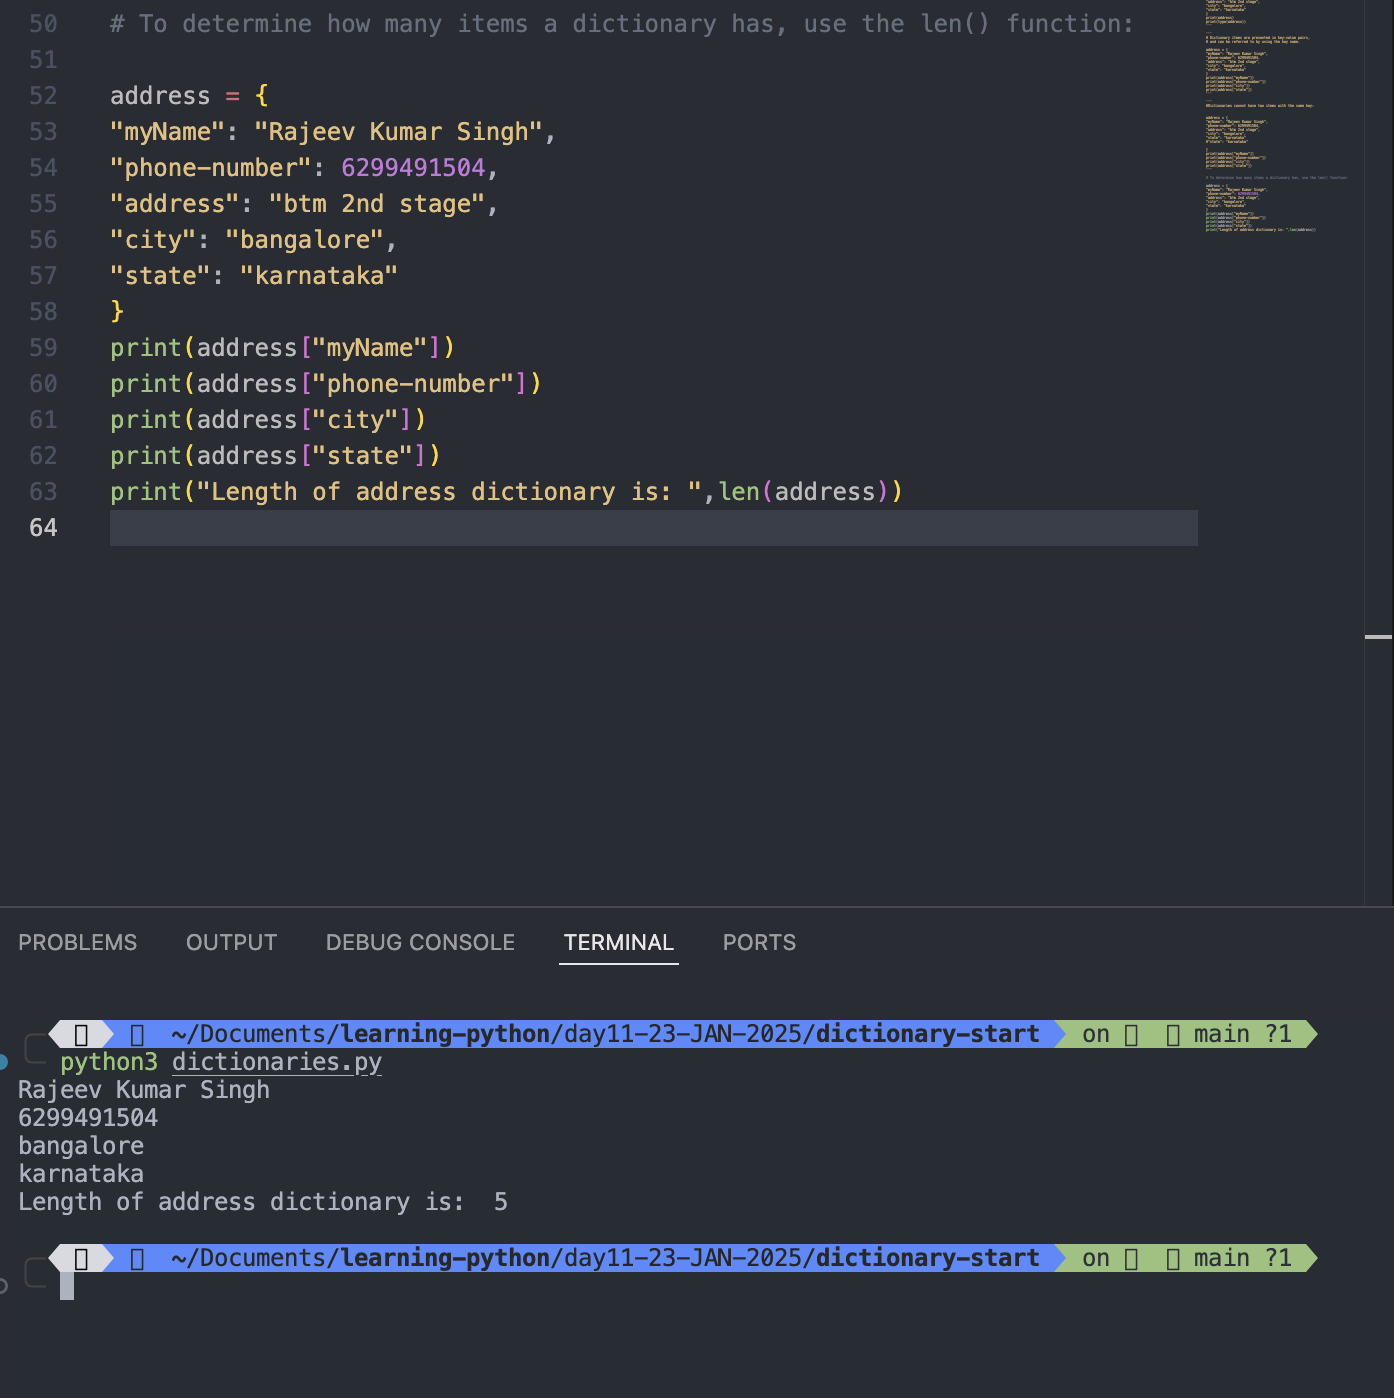 50 # To determine how many items a dictionary has, use the len() function:
51
52 address = {
53 "myName": "Rajeev Kumar Singh",
54 "phone-number": 6299491504,
55 "address": "btm 2nd stage",
56 "city": "bangalore",
57 "state": "karnataka"
58 }
59 print(address["myName"])
60 print(address["phone-number"])
61 print(address["city"])
62 print(address["state"])
63 print("Length of address dictionary is: ",len(address))
64
PROBLEMS OUTPUT DEBUG CONSOLE TERMINAL PORTS
~/Documents/learning-python/day11-23-JAN-2025/dictionary-start on main ?1
python3 dictionaries.py
Rajeev Kumar Singh
6299491504
bangalore
karnataka
Length of address dictionary is:  5
~/Documents/learning-python/day11-23-JAN-2025/dictionary-start on main ?1